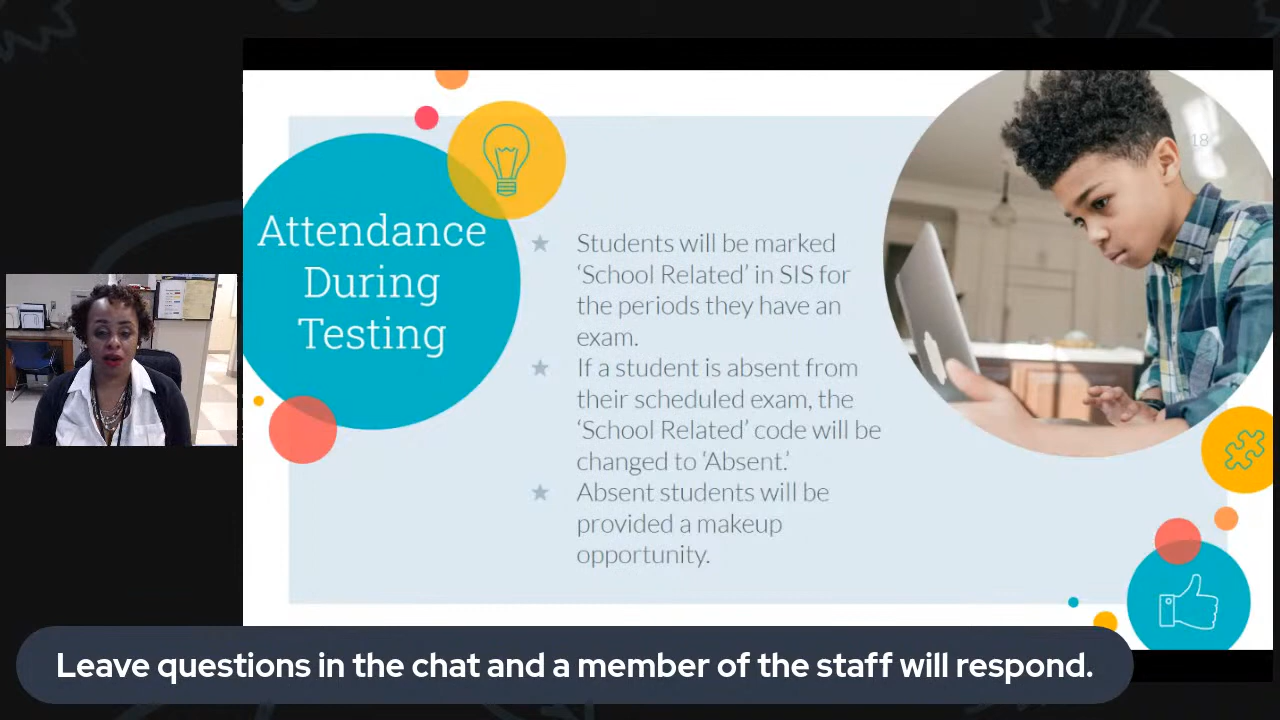 Attendance
During
Testing
18
Students will be marked
‘School Related’ in SIS for
the periods they have an
exam.
If a student is absent from
their scheduled exam, the
‘School Related’ code will be
changed to ‘Absent.’
Absent students will be
provided a makeup
opportunity.
Leave questions in the chat and a member of the staff will respond.